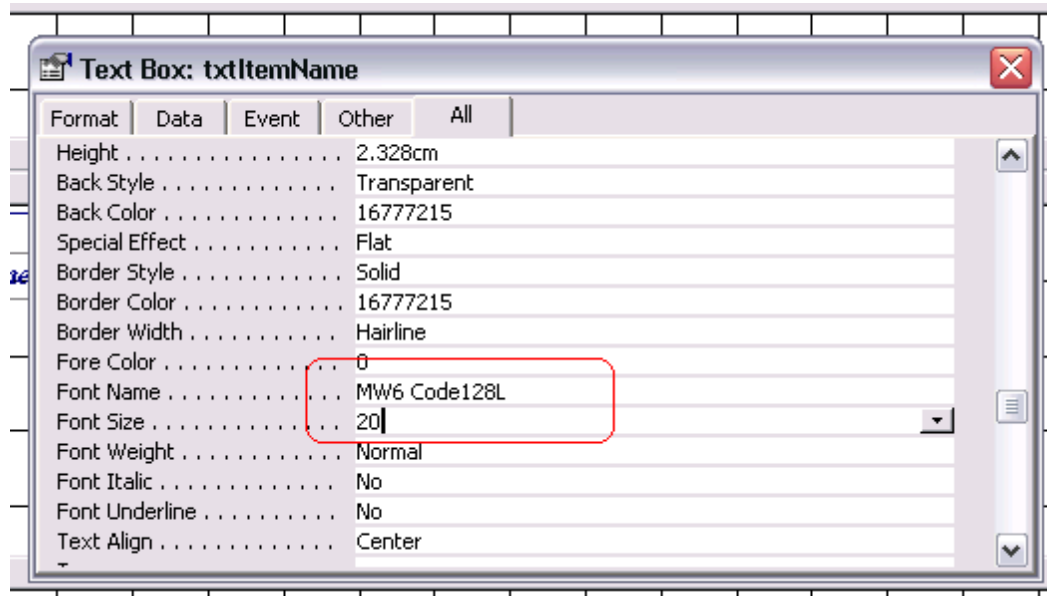 Text Box: txtItemName
Format Data Event Other All
Height . . . . . . . . . . . . . . . . . 2.328cm
Back Style . . . . . . . . . . . . . Transparent
Back Color . . . . . . . . . . . . . 16777215
Special Effect . . . . . . . . . . . Flat
Border Style . . . . . . . . . . . . Solid
Border Color . . . . . . . . . . . . 16777215
Border Width . . . . . . . . . . . Hairline
Fore Color . . . . . . . . . . . . . 0
Font Name . . . . . . . . . . . . . MW6 Code128L
Font Size . . . . . . . . . . . . . . 20
Font Weight . . . . . . . . . . . . Normal
Font Italic . . . . . . . . . . . . . No
Font Underline . . . . . . . . . . No
Text Align . . . . . . . . . . . . . Center